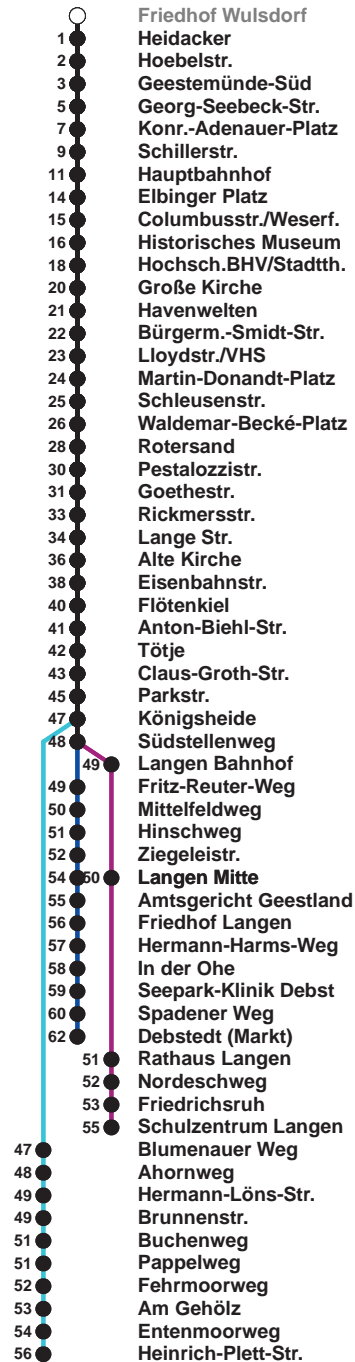 Friedhof Wulsdorf
1 Heidacker
2 Hoebelstr.
3 Geestemünde-Süd
5 Georg-Seebeck-Str.
7 Konr.-Adenauer-Platz
9 Schillerstr.
11 Hauptbahnhof
14 Elbinger Platz
15 Columbusstr./Weserf.
16 Historisches Museum
18 Hochsch.BHV/Stadtth.
20 Große Kirche
21 Havenwelten
22 Bürgerm.-Smidt-Str.
23 Lloydstr./VHS
24 Martin-Donandt-Platz
25 Schleusenstr.
26 Waldemar-Becké-Platz
28 Rotersand
30 Pestalozzistr.
31 Goethestr.
33 Rickmersstr.
34 Lange Str.
36 Alte Kirche
38 Eisenbahnstr.
40 Flötenkiel
41 Anton-Biehl-Str.
42 Tötje
43 Claus-Groth-Str.
45 Parkstr.
47 Königsheide
48 Südstellenweg
49 Langen Bahnhof
49 Fritz-Reuter-Weg
50 Mittelfeldweg
51 Hinschweg
52 Ziegeleistr.
54 50 Langen Mitte
55 Amtsgericht Geestland
56 Friedhof Langen
57 Hermann-Harms-Weg
58 In der Ohe
59 Seepark-Klinik Debst
60 Spadener Weg
62 Debstedt (Markt)
51 Rathaus Langen
52 Nordeschweg
53 Friedrichsruh
55 Schulzentrum Langen
47 Blumenauer Weg
48 Ahornweg
49 Hermann-Löns-Str.
49 Brunnenstr.
51 Buchenweg
51 Pappelweg
52 Fehrmoorweg
53 Am Gehölz
54 Entenmoorweg
56 Heinrich-Plett-Str.